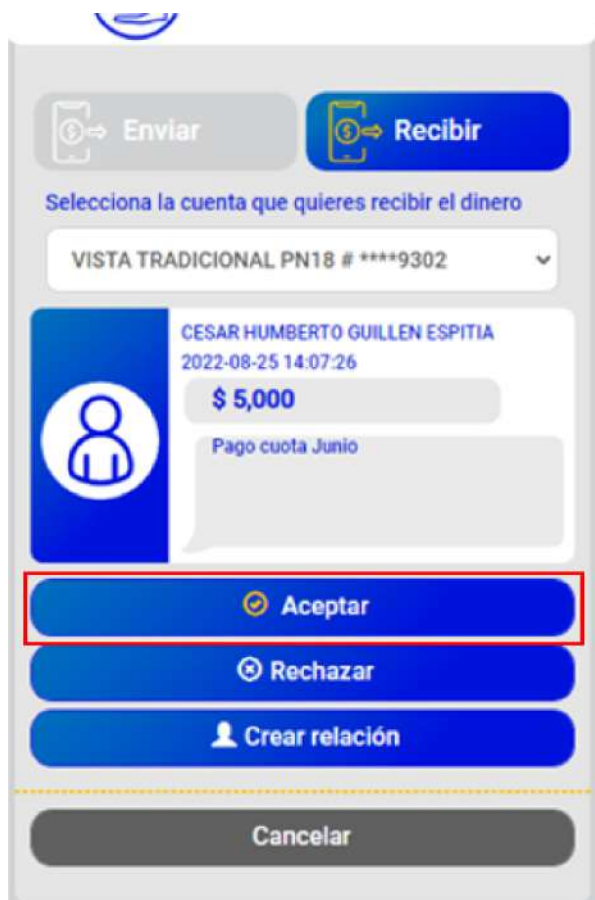 Enviar
Recibir
Selecciona la cuenta que quieres recibir el dinero
VISTA TRADICIONAL PN18 # ****9302
CESAR HUMBERTO GUILLEN ESPITIA
2022-08-25 14:07:26
$ 5,000
Pago cuota Junio
Aceptar
Rechazar
Crear relación
Cancelar